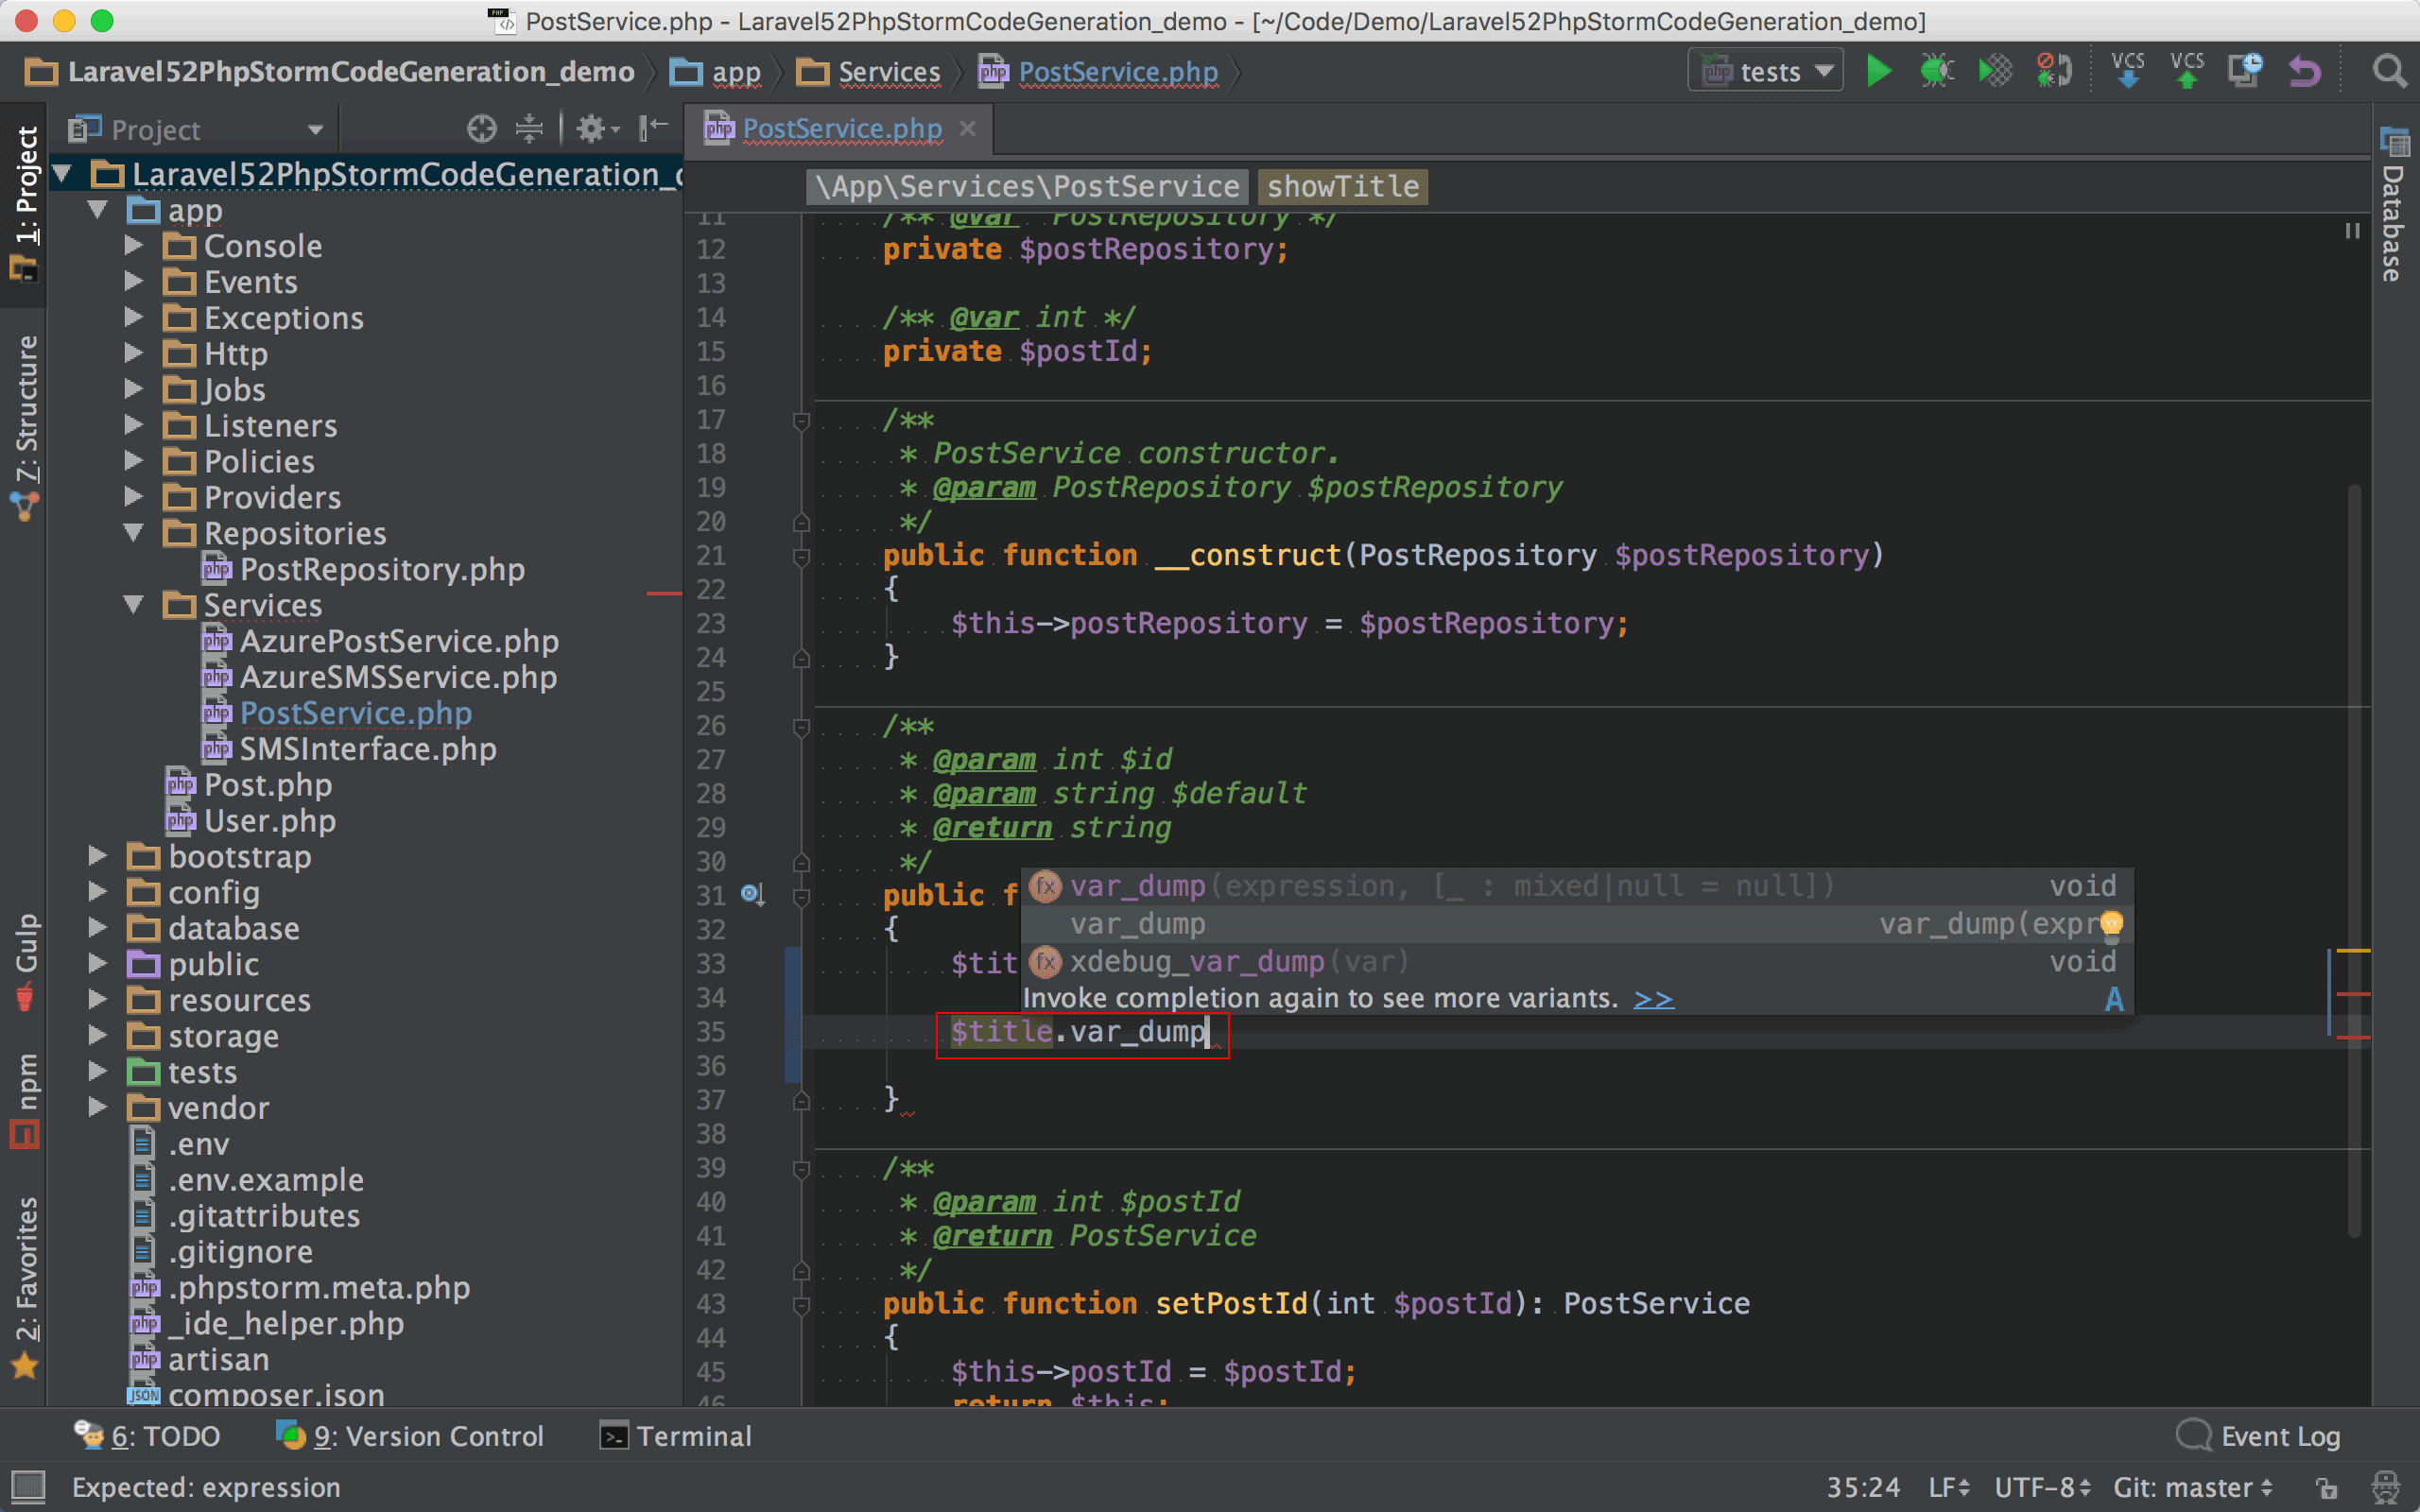 PostService.php - Laravel52PhpStormCodeGeneration_demo - [~/Code/Demo/Laravel52PhpStormCodeGeneration_demo]
Laravel52PhpStormCodeGeneration_demo app Services PostService.php tests VCS VCS
1: Project
7: Structure
Gulp
npm
2: Favorites
Project
Laravel52PhpStormCodeGeneration_
app
Console
Events
Exceptions
Http
Jobs
Listeners
Policies
Providers
Repositories
PostRepository.php
Services
AzurePostService.php
AzureSMSService.php
PostService.php
SMSInterface.php
Post.php
User.php
bootstrap
config
database
public
resources
storage
tests
vendor
.env
.env.example
.gitattributes
.gitignore
.phpstorm.meta.php
_ide_helper.php
artisan
composer.json
PostService.php
\App\Services\PostService showTitle
11 /** @var PostRepository */
12 private $postRepository;
13
14 /** @var int */
15 private $postId;
16
17 /**
18 * PostService constructor.
19 * @param PostRepository $postRepository
20 */
21 public function __construct(PostRepository $postRepository)
22 {
23 $this->postRepository = $postRepository;
24 }
25
26 /**
27 * @param int $id
28 * @param string $default
29 * @return string
30 */
31 public f
32 {
33 $tit
34
35 $title.var_dump
36
37 }
38
39 /**
40 * @param int $postId
41 * @return PostService
42 */
43 public function setPostId(int $postId): PostService
44 {
45 $this->postId = $postId;
46 return $this;
var_dump(expression, [_ : mixed|null = null]) void
var_dump var_dump(expr
xdebug_var_dump(var) void
Invoke completion again to see more variants. >>
Database
6: TODO 9: Version Control Terminal Event Log
Expected: expression 35:24 LF UTF-8 Git: master